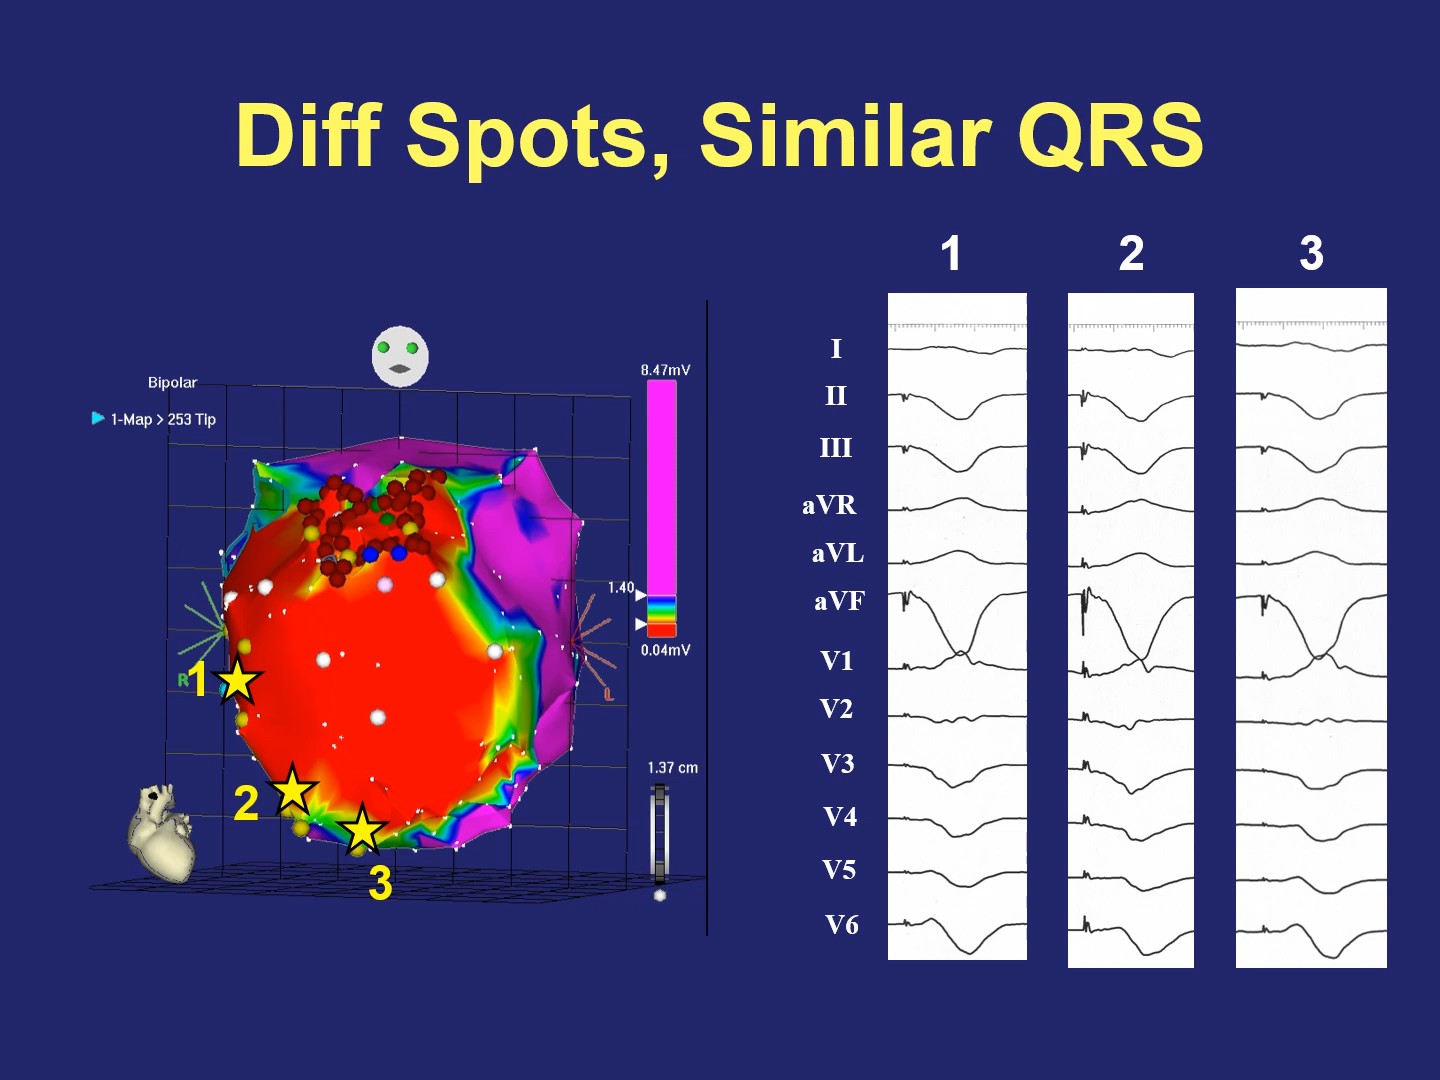 Diff Spots, Similar QRS
1 2 3
Bipolar
1-Map > 253 Tip
8.47mV
1.40
0.04mV
1.37 cm
R
L
1
2
3
I
II
III
aVR
aVL
aVF
V1
V2
V3
V4
V5
V6